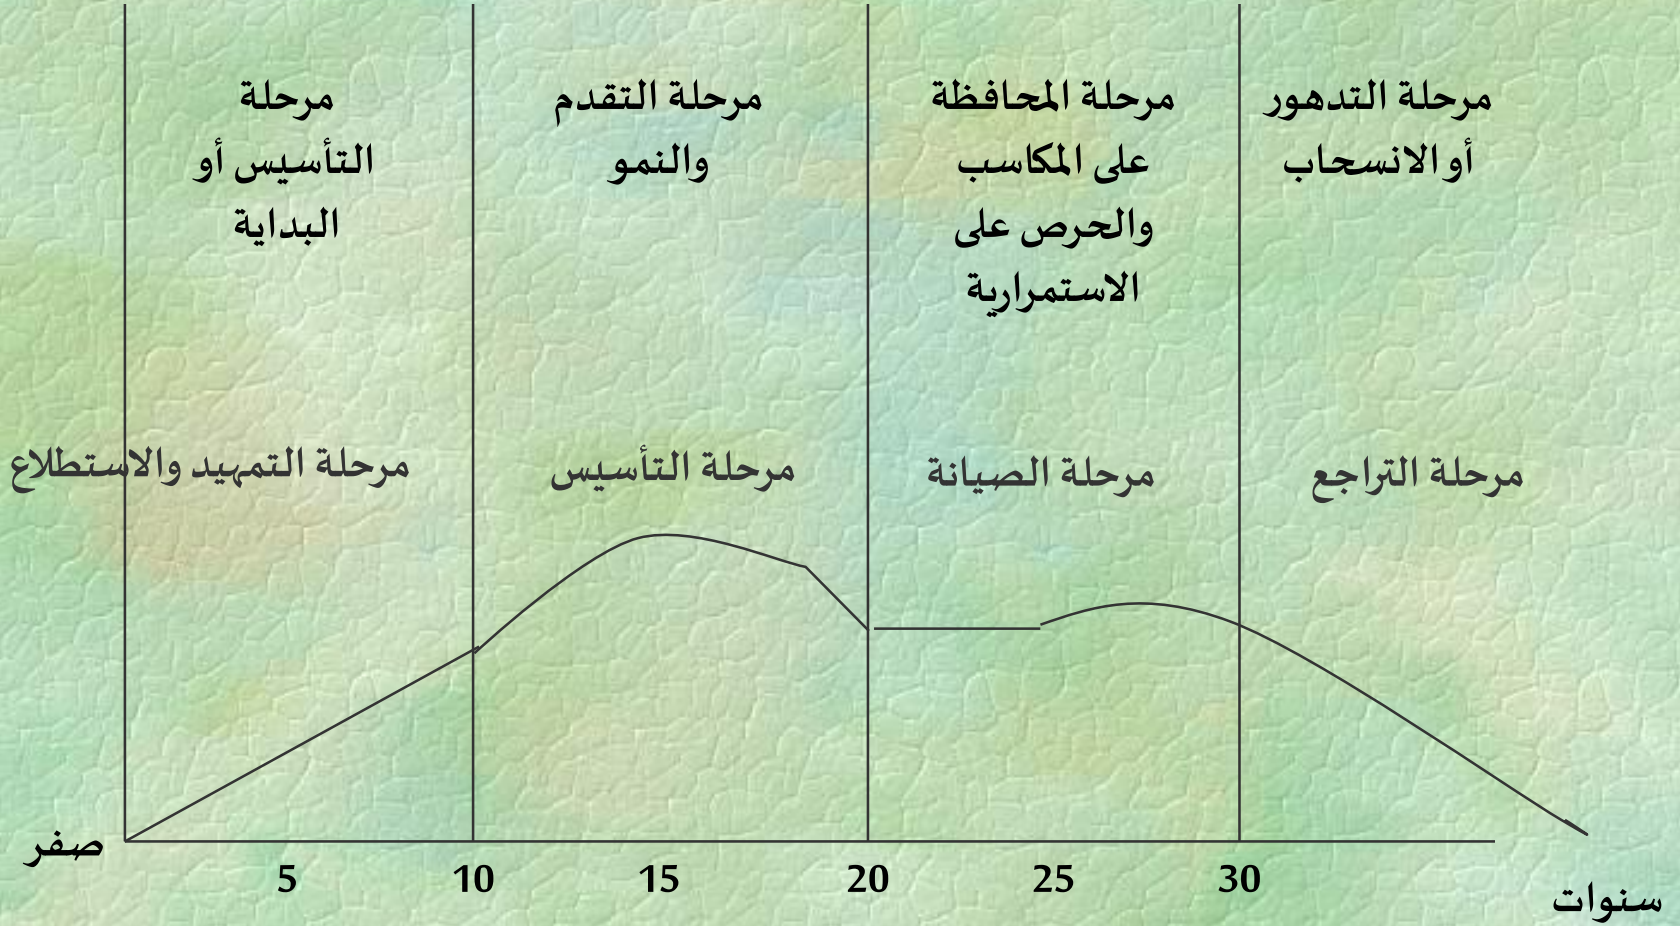 مرحلة
التأسيس أو
البداية
مرحلة التقدم
والنمو
مرحلة المحافظة
على المكاسب
والحرص على
الاستمرارية
مرحلة التدهور
أو الانسحاب
مرحلة التمهيد والاستطلاع
مرحلة التأسيس
مرحلة الصيانة
مرحلة التراجع
صفر
5
10
15
20
25
30
سنوات